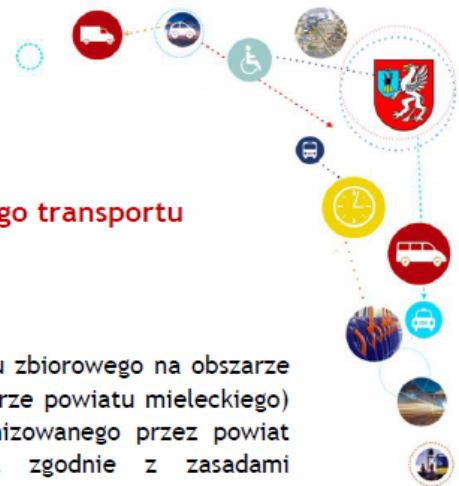 go transportu
u zbiorowego na obszarze
rze powiatu mieleckiego)
nizowanego przez powiat
zgodnie z zasadami